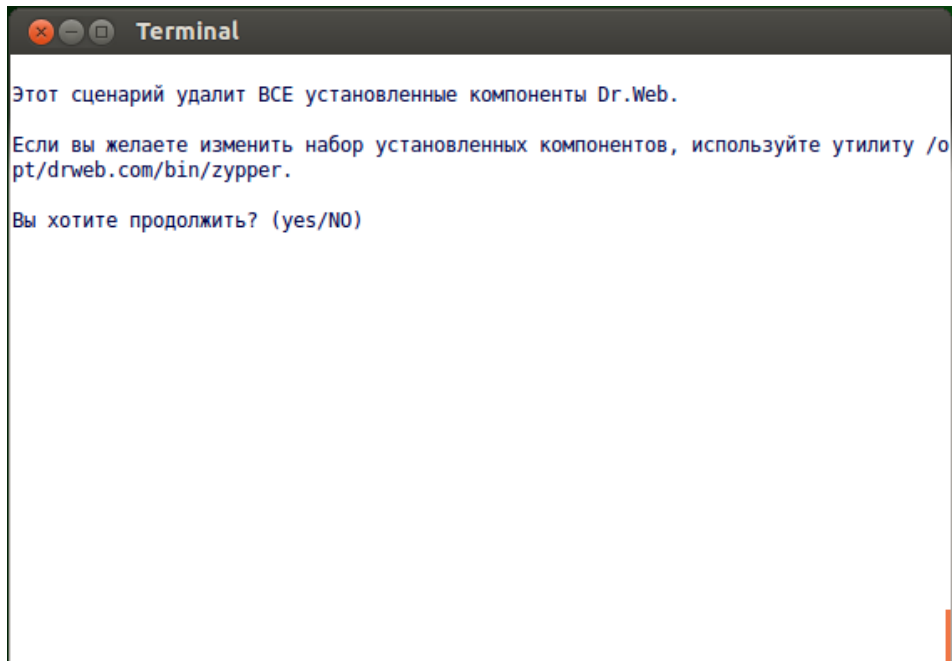 Terminal
Этот сценарий удалит ВСЕ установленные компоненты Dr.Web.
Если вы желаете изменить набор установленных компонентов, используйте утилиту /o
pt/drweb.com/bin/zypper.
Вы хотите продолжить? (yes/NO)